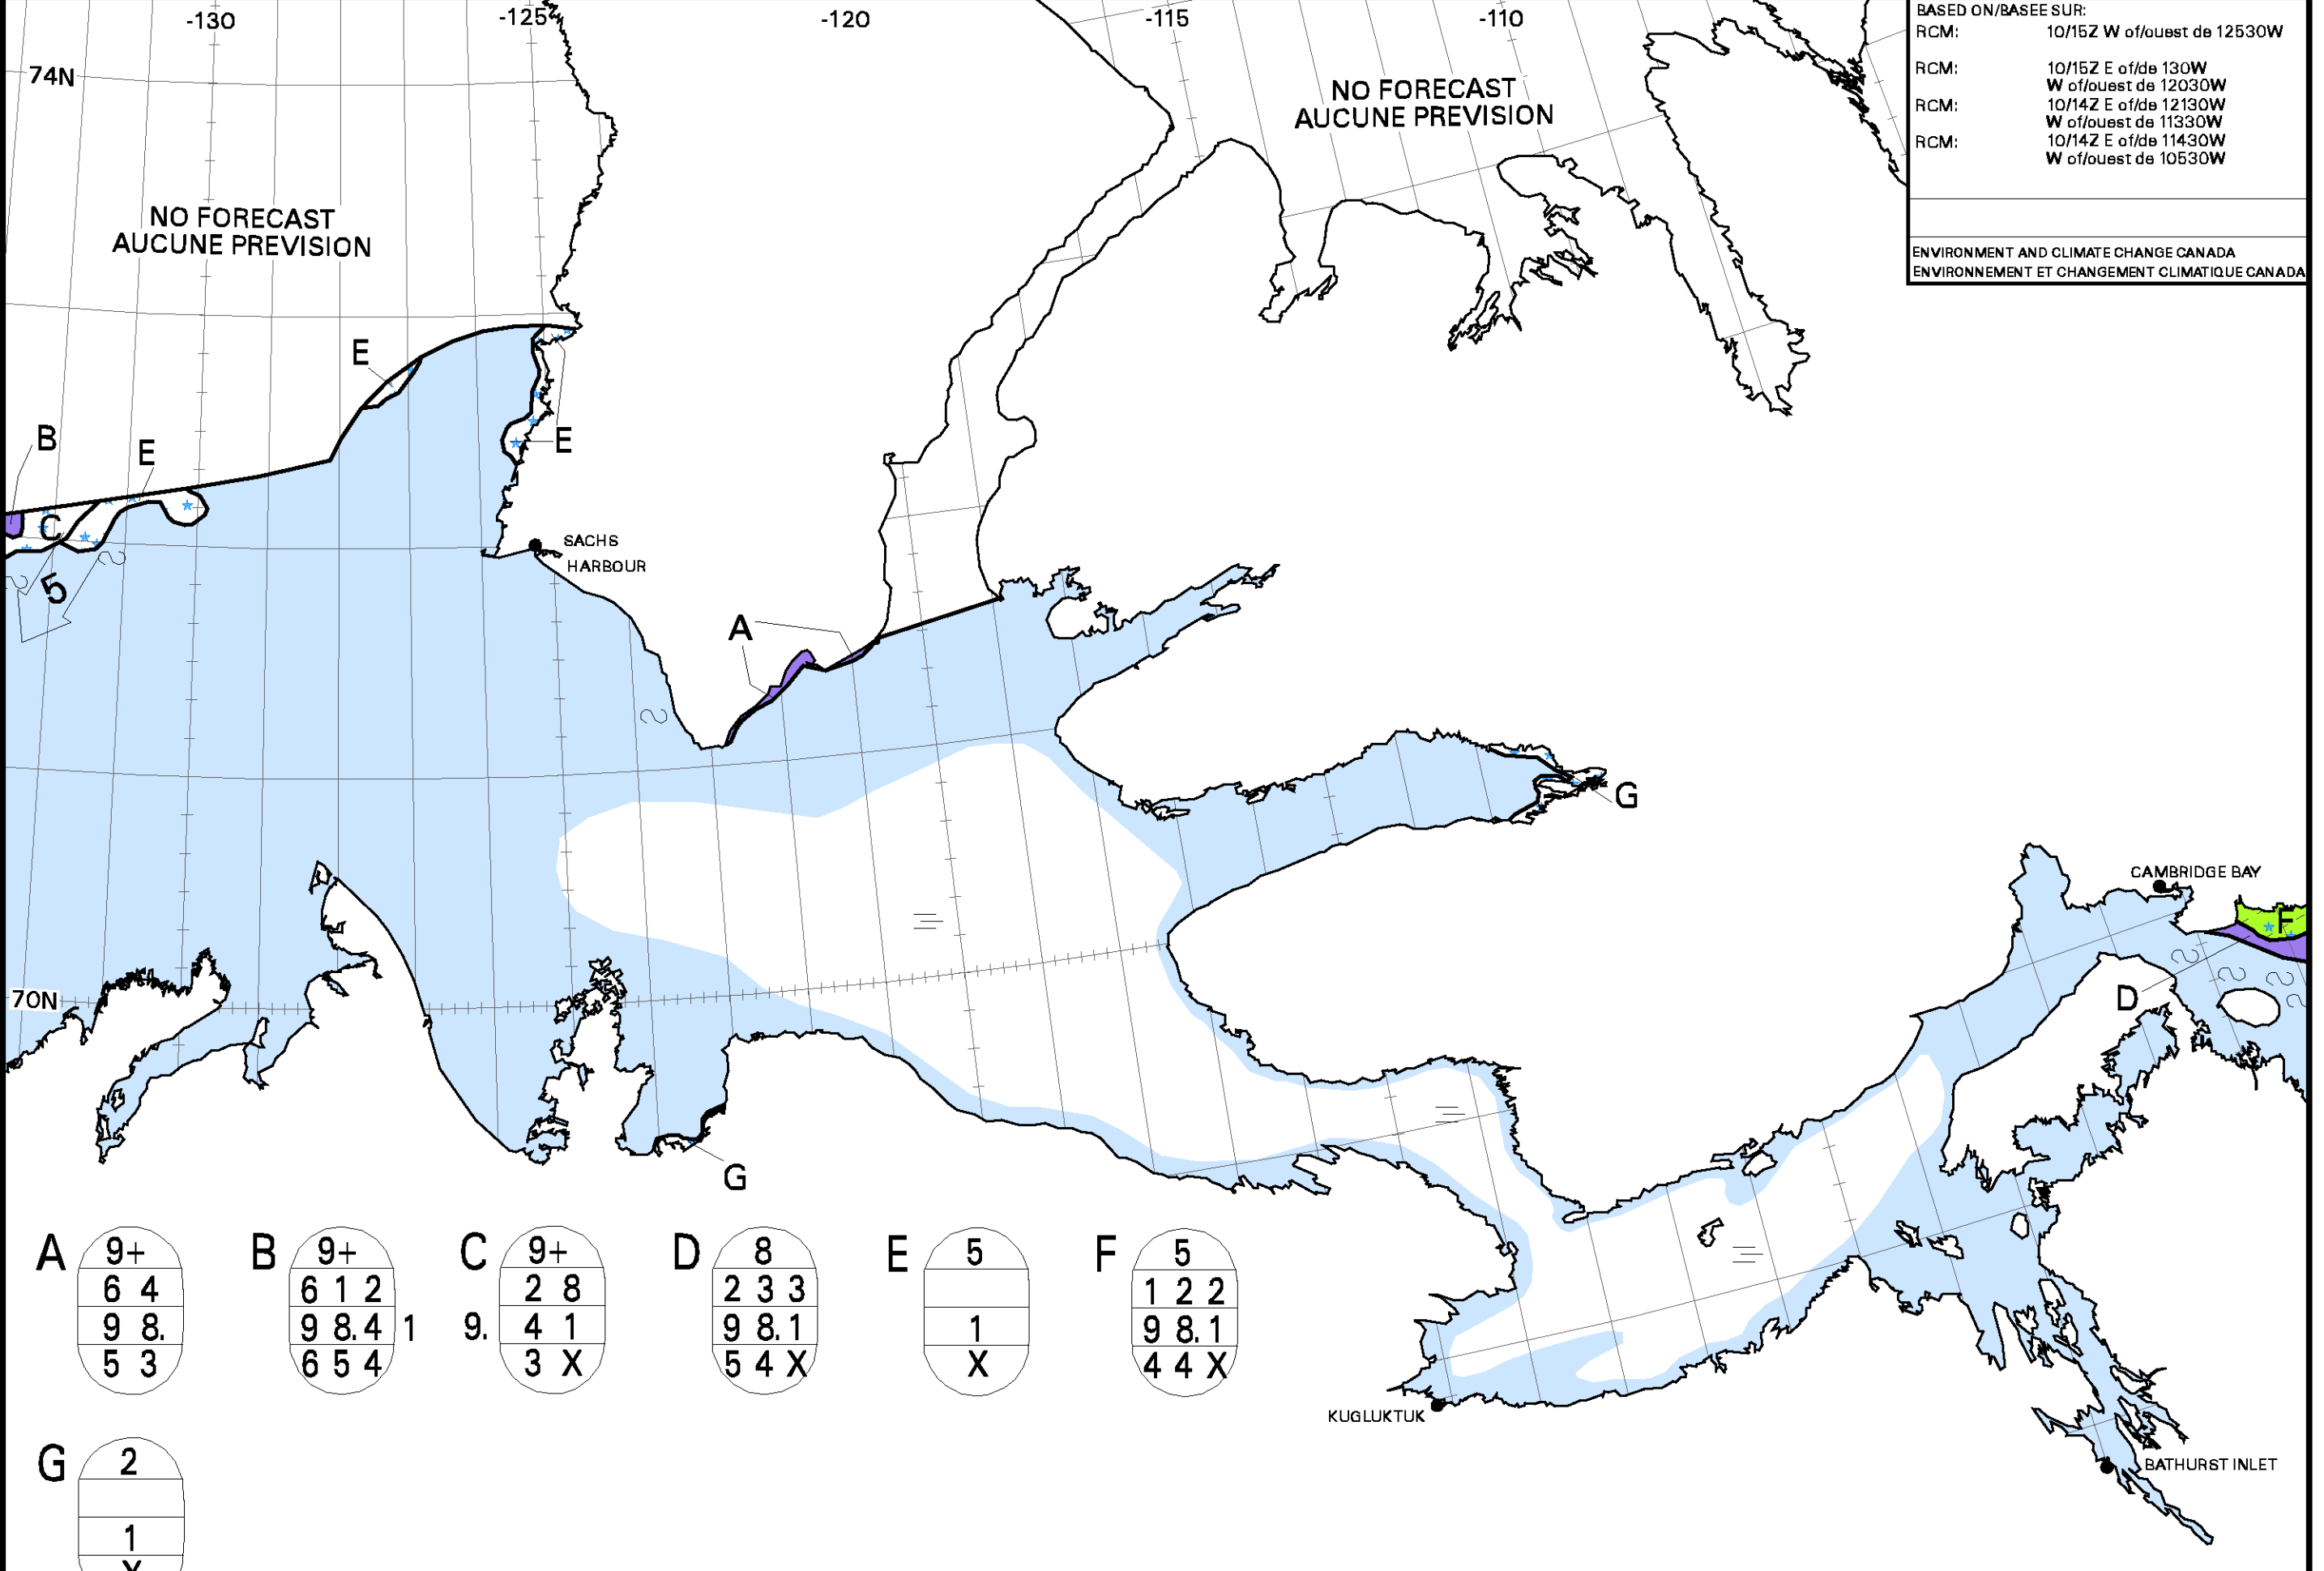 -130
-125
-120
-115
-110
BASED ON/BASEE SUR:
RCM: 10/15Z W of/ouest de 12530W
RCM: 10/15Z E of/de 130W
W of/ouest de 12030W
RCM: 10/14Z E of/de 12130W
W of/ouest de 11330W
RCM: 10/14Z E of/de 11430W
W of/ouest de 10530W
ENVIRONMENT AND CLIMATE CHANGE CANADA
ENVIRONNEMENT ET CHANGEMENT CLIMATIQUE CANADA
74N
NO FORECAST
AUCUNE PREVISION
NO FORECAST
AUCUNE PREVISION
E
B
E
E
C
5
SACHS
HARBOUR
A
G
CAMBRIDGE BAY
F
70N
D
G
A
9+
6 4
9 8.
5 3
B
9+
6 1 2
9 8. 4 1
6 5 4
C
9+
2 8
9. 4 1
3 X
D
8
2 3 3
9 8. 1
5 4 X
E
5
1
X
F
5
1 2 2
9 8. 1
4 4 X
KUGLUKTUK
BATHURST INLET
G
2
1
X